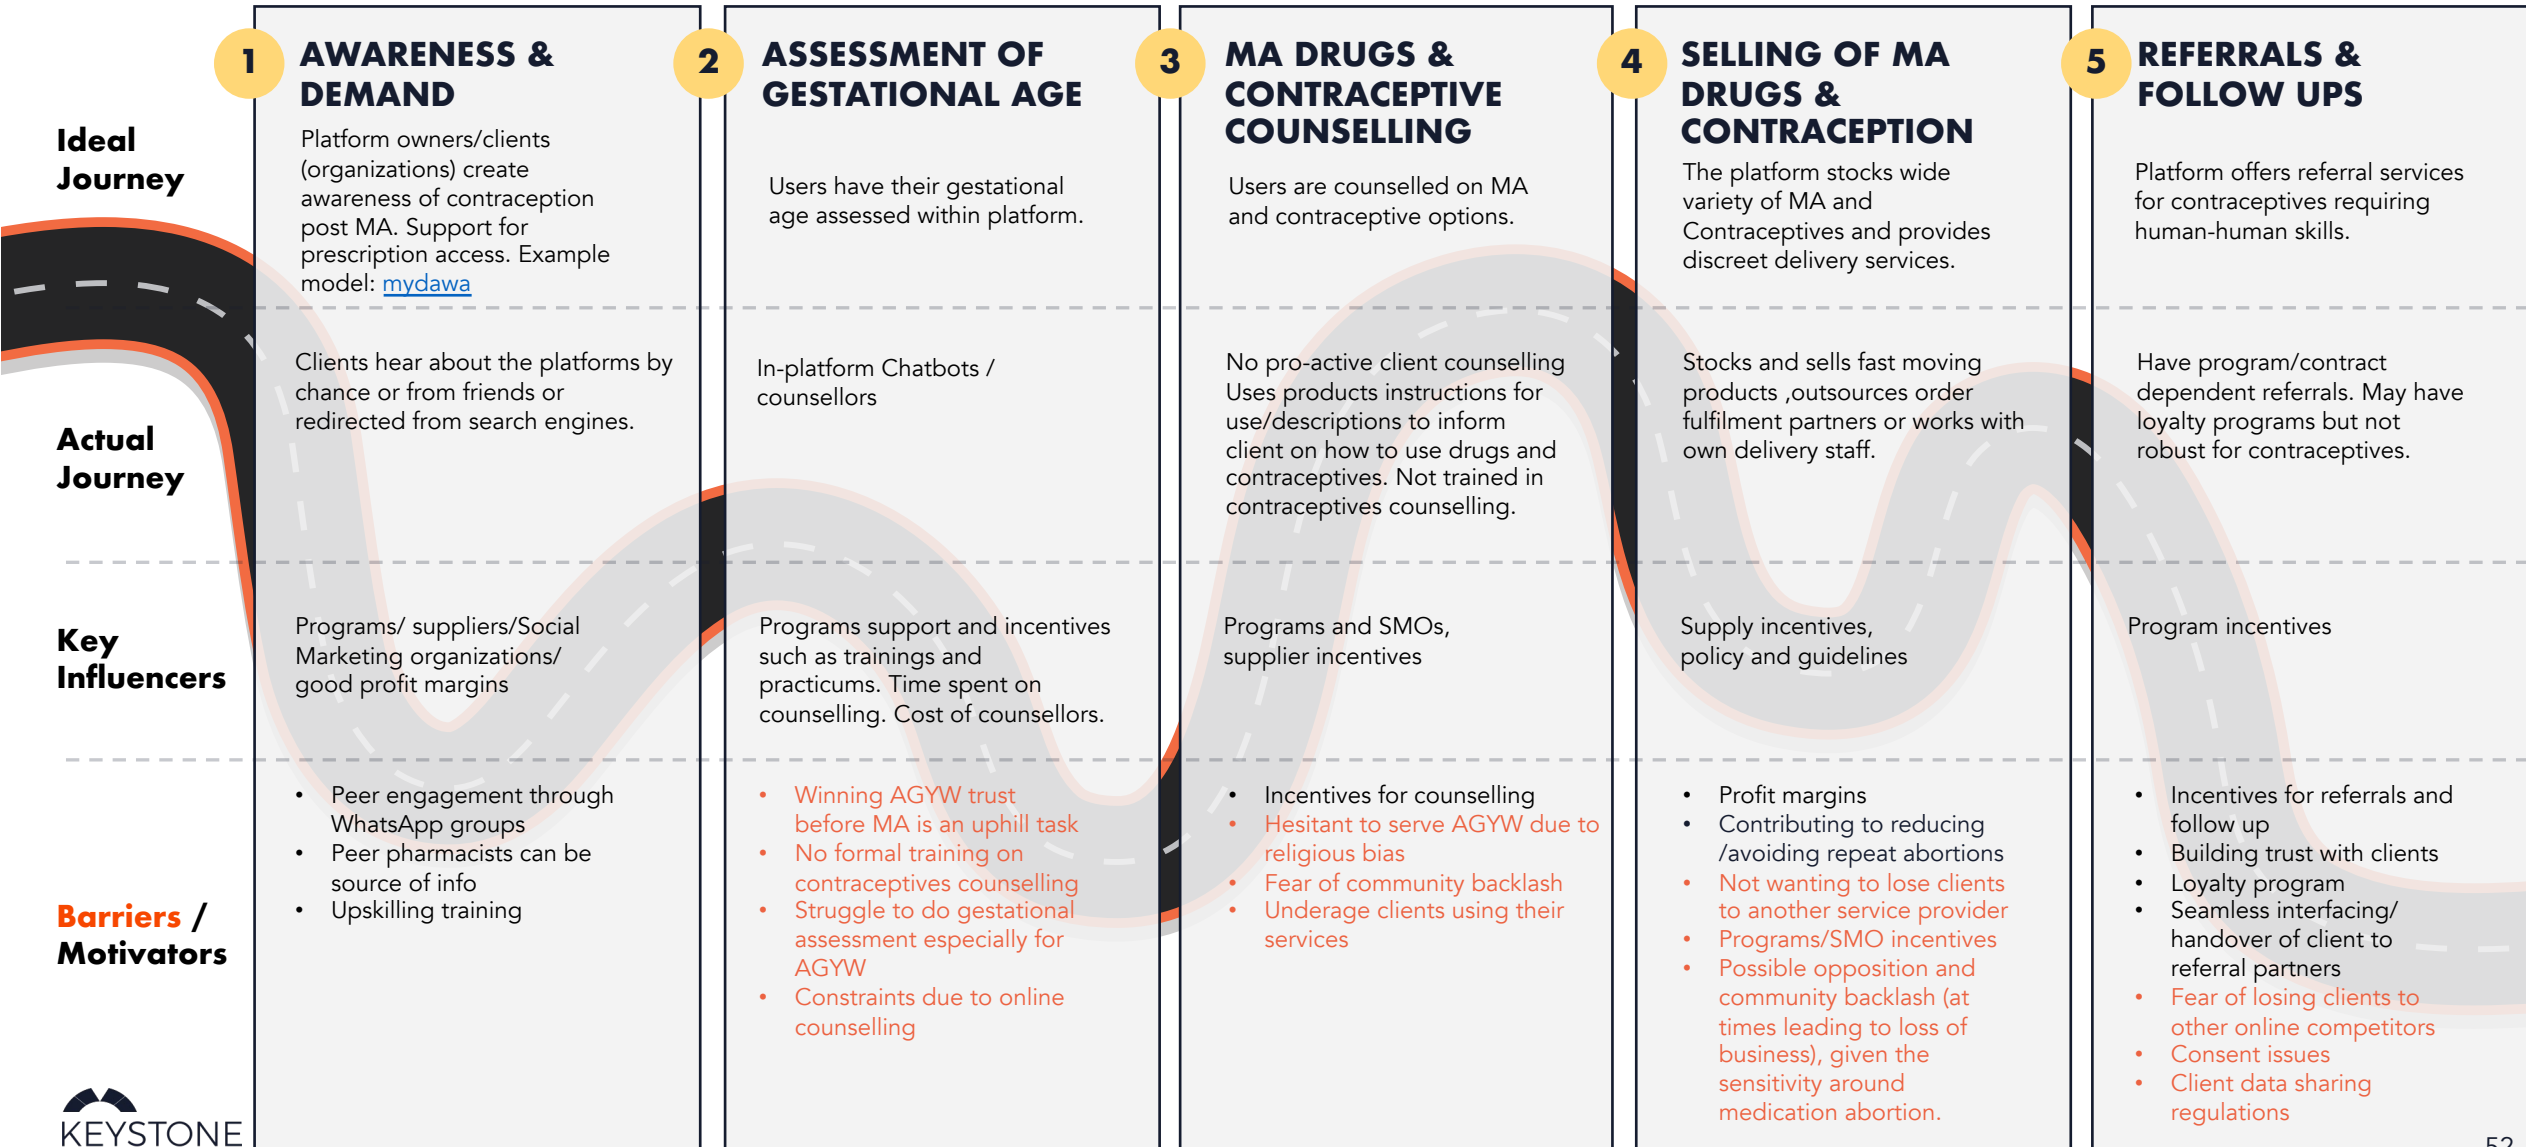 1
AWARENESS &
DEMAND
2
ASSESSMENT OF
GESTATIONAL AGE
3
MA DRUGS &
CONTRACEPTIVE
COUNSELLING
4
SELLING OF MA
DRUGS &
CONTRACEPTION
5
REFERRALS &
FOLLOW UPS
Ideal
Journey
Platform owners/clients
(organizations) create
awareness of contraception
post MA. Support for
prescription access. Example
model: mydawa
Users have their gestational
age assessed within platform.
Users are counselled on MA
and contraceptive options.
The platform stocks wide
variety of MA and
Contraceptives and provides
discreet delivery services.
Platform offers referral services
for contraceptives requiring
human-human skills.
Actual
Journey
Clients hear about the platforms by
chance or from friends or
redirected from search engines.
In-platform Chatbots /
counsellors
No pro-active client counselling
Uses products instructions for
use/descriptions to inform
client on how to use drugs and
contraceptives. Not trained in
contraceptives counselling.
Stocks and sells fast moving
products ,outsources order
fulfilment partners or works with
own delivery staff.
Have program/contract
dependent referrals. May have
loyalty programs but not
robust for contraceptives.
Key
Influencers
Programs/ suppliers/Social
Marketing organizations/
good profit margins
Programs support and incentives
such as trainings and
practicums. Time spent on
counselling. Cost of counsellors.
Programs and SMOs,
supplier incentives
Supply incentives,
policy and guidelines
Program incentives
Barriers /
Motivators
• Peer engagement through
WhatsApp groups
• Peer pharmacists can be
source of info
• Upskilling training
• Winning AGYW trust
before MA is an uphill task
• No formal training on
contraceptives counselling
• Struggle to do gestational
assessment especially for
AGYW
• Constraints due to online
counselling
• Incentives for counselling
• Hesitant to serve AGYW due to
religious bias
• Fear of community backlash
• Underage clients using their
services
• Profit margins
• Contributing to reducing
/avoiding repeat abortions
• Not wanting to lose clients
to another service provider
• Programs/SMO incentives
• Possible opposition and
community backlash (at
times leading to loss of
business), given the
sensitivity around
medication abortion.
• Incentives for referrals and
follow up
• Building trust with clients
• Loyalty program
• Seamless interfacing/
handover of client to
referral partners
• Fear of losing clients to
other online competitors
• Consent issues
• Client data sharing
regulations
KEYSTONE
52